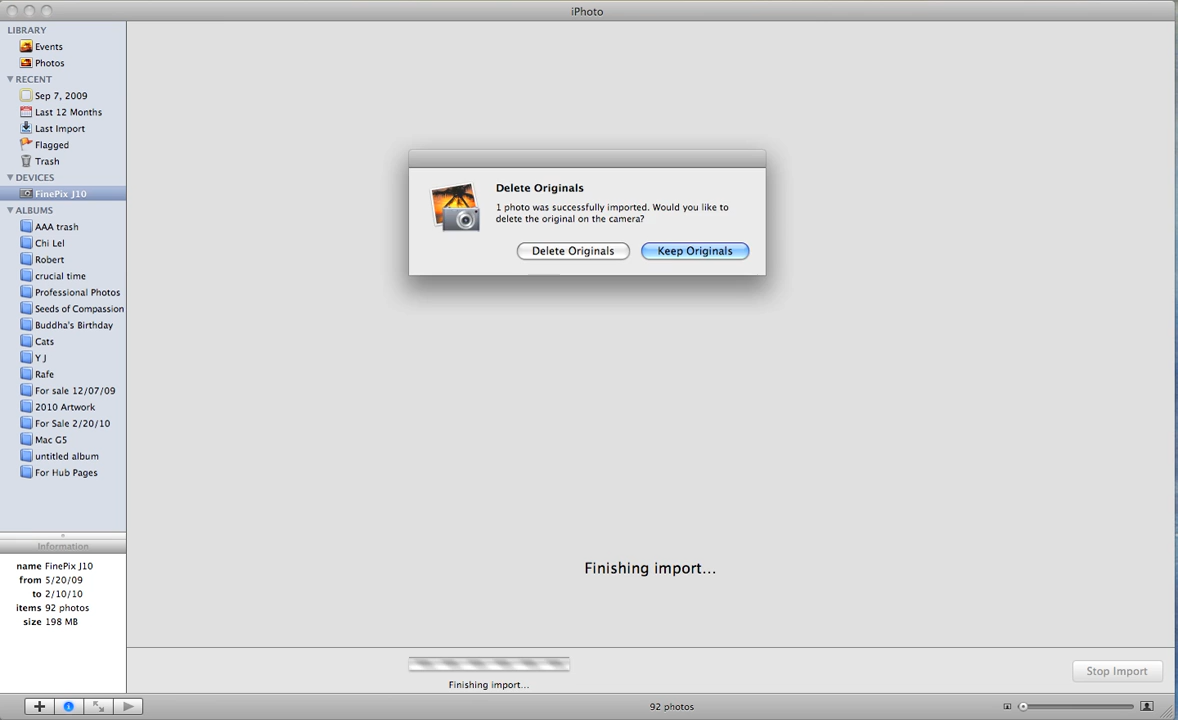 iPhoto
LIBRARY
Events
Photos
RECENT
Sep 7, 2009
Last 12 Months
Last Import
Flagged
Trash
DEVICES
FinePix J10
ALBUMS
AAA trash
Chi Lel
Robert
crucial time
Professional Photos
Seeds of Compassion
Buddha's Birthday
Cats
Y J
Rafe
For sale 12/07/09
2010 Artwork
For Sale 2/20/10
Mac G5
untitled album
For Hub Pages
Information
name FinePix J10
from 5/20/09
to 2/10/10
items 92 photos
size 198 MB
Delete Originals
1 photo was successfully imported. Would you like to
delete the original on the camera?
Delete Originals Keep Originals
Finishing import...
Finishing import...
Stop Import
92 photos